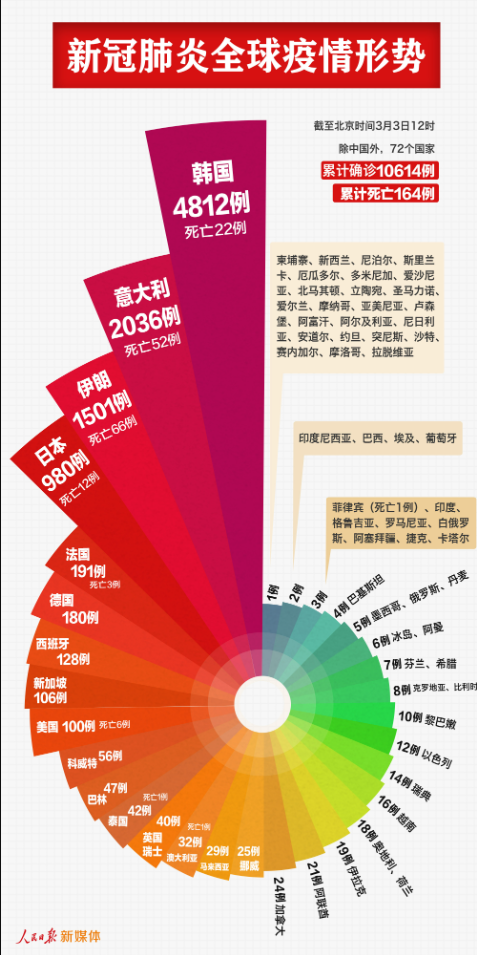 新冠肺炎全球疫情形势
截至北京时间3月3日12时
除中国外，72个国家
累计确诊10614例
累计死亡164例
韩国
4812例
死亡22例
意大利
2036例
死亡52例
伊朗
1501例
死亡66例
日本
980例
死亡12例
法国
191例
死亡3例
德国
180例
西班牙
128例
新加坡
106例
美国 100例 死亡6例
科威特 56例
巴林 47例
泰国 42例 死亡1例
英国
瑞士
40例
澳大利亚 32例 死亡1例
29例
马来西亚
25例
挪威
24例 加拿大
21例 阿联酋
19例 伊拉克
18例 奥地利、荷兰
16例 越南
14例 瑞典
12例 以色列
10例 黎巴嫩
8例 克罗地亚、比利时
7例 芬兰、希腊
6例 冰岛、阿曼
5例 墨西哥、俄罗斯、丹麦
4例 巴基斯坦
3例
2例
1例
柬埔寨、新西兰、尼泊尔、斯里兰
卡、厄瓜多尔、多米尼加、爱沙尼
亚、北马其顿、立陶宛、圣马力诺、
爱尔兰、摩纳哥、亚美尼亚、卢森
堡、阿富汗、阿尔及利亚、尼日利
亚、安道尔、约旦、突尼斯、沙特、
赛内加尔、摩洛哥、拉脱维亚
印度尼西亚、巴西、埃及、葡萄牙
菲律宾（死亡1例）、印度、
格鲁吉亚、罗马尼亚、白俄罗
斯、阿塞拜疆、捷克、卡塔尔
人民日报 新媒体